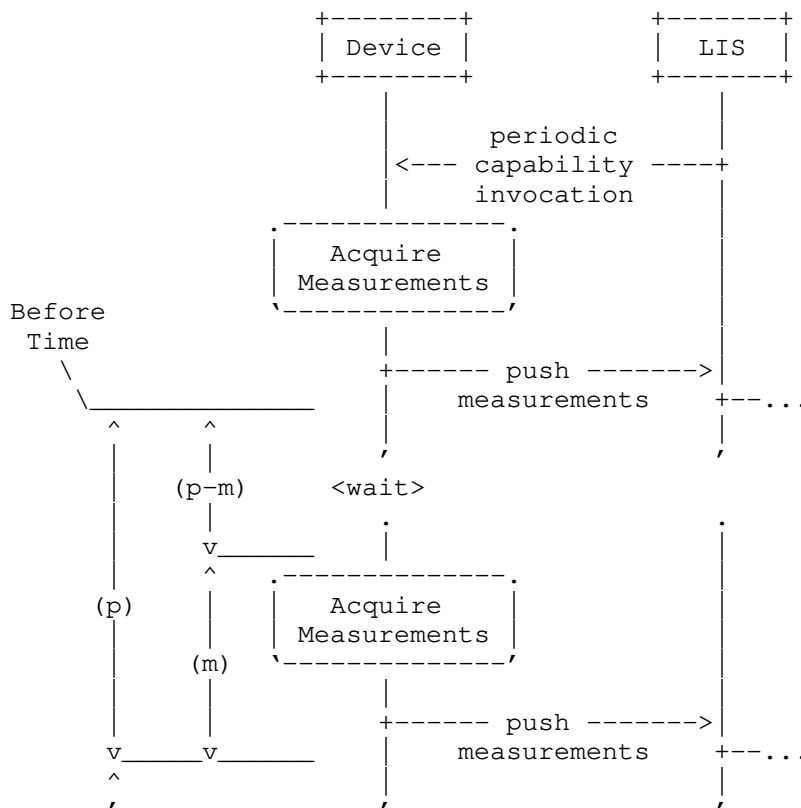 Device LIS
periodic
capability
invocation
Acquire
Measurements
Before
Time
push
measurements
...
(p-m) <wait>
(p) Acquire
Measurements
(m)
push
measurements
...